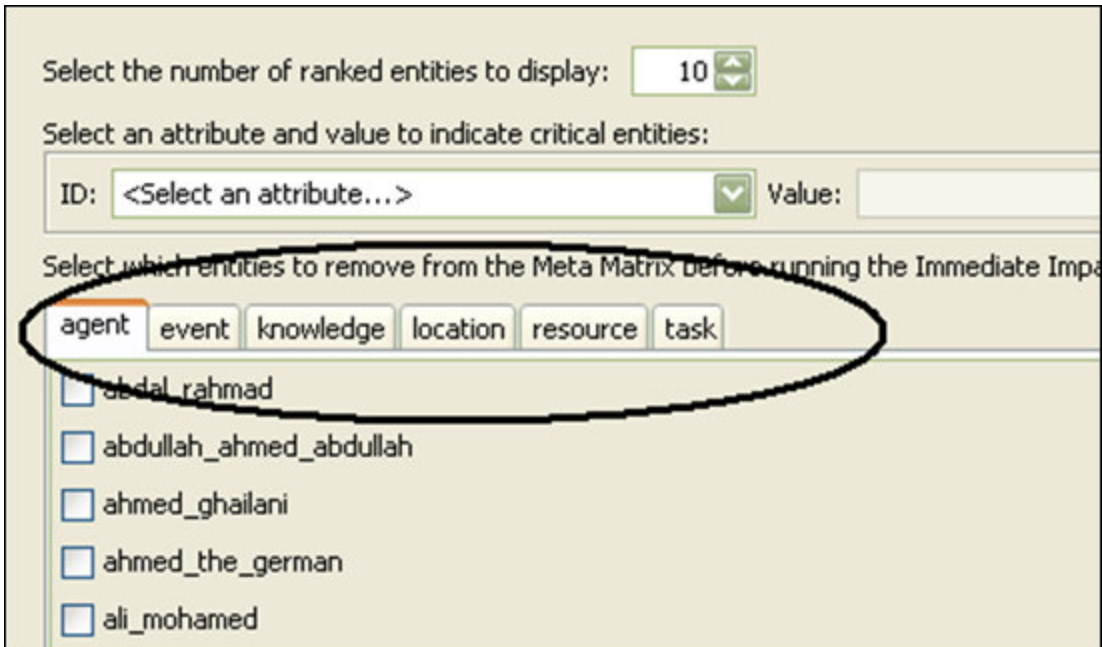 Select the number of ranked entities to display: 10
Select an attribute and value to indicate critical entities:
ID: <Select an attribute...> Value:
Select which entities to remove from the Meta Matrix before running the Immediate Impa
agent event knowledge location resource task
abdal_rahmad
abdullah_ahmed_abdullah
ahmed_ghailani
ahmed_the_german
ali_mohamed